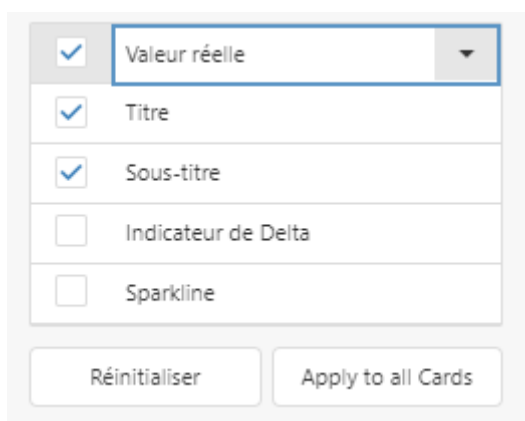 Valeur réelle
Titre
Sous-titre
Indicateur de Delta
Sparkline
Réinitialiser
Apply to all Cards